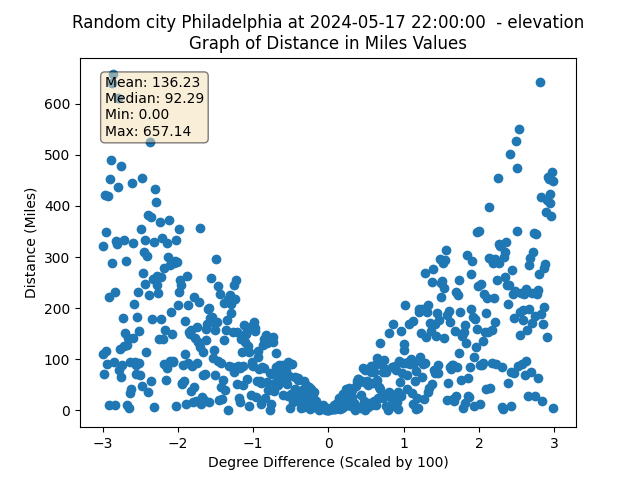 Random city Philadelphia at 2024-05-17 22:00:00 - elevation
Graph of Distance in Miles Values
Mean: 136.23
Median: 92.29
Min: 0.00
Max: 657.14
Distance (Miles)
600
500
400
300
200
100
0
−3 −2 −1 0 1 2 3
Degree Difference (Scaled by 100)